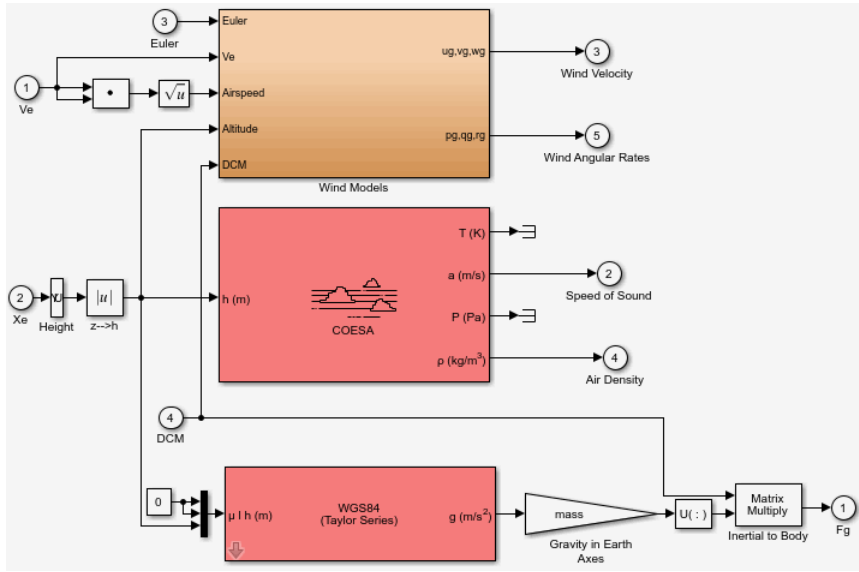 3
Euler
Euler
ug,vg,wg
3
Wind Velocity
1
Ve
Ve
√u
Airspeed
Altitude
pg,qg,rg
5
Wind Angular Rates
DCM
Wind Models
T (K)
2
Xe
Height
|u|
z-->h
h (m)
COESA
a (m/s)
2
Speed of Sound
P (Pa)
ρ (kg/m³)
4
Air Density
4
DCM
0
μ l h (m)
WGS84
(Taylor Series)
g (m/s²)
mass
Gravity in Earth
Axes
U( : )
Matrix
Multiply
Inertial to Body
1
Fg